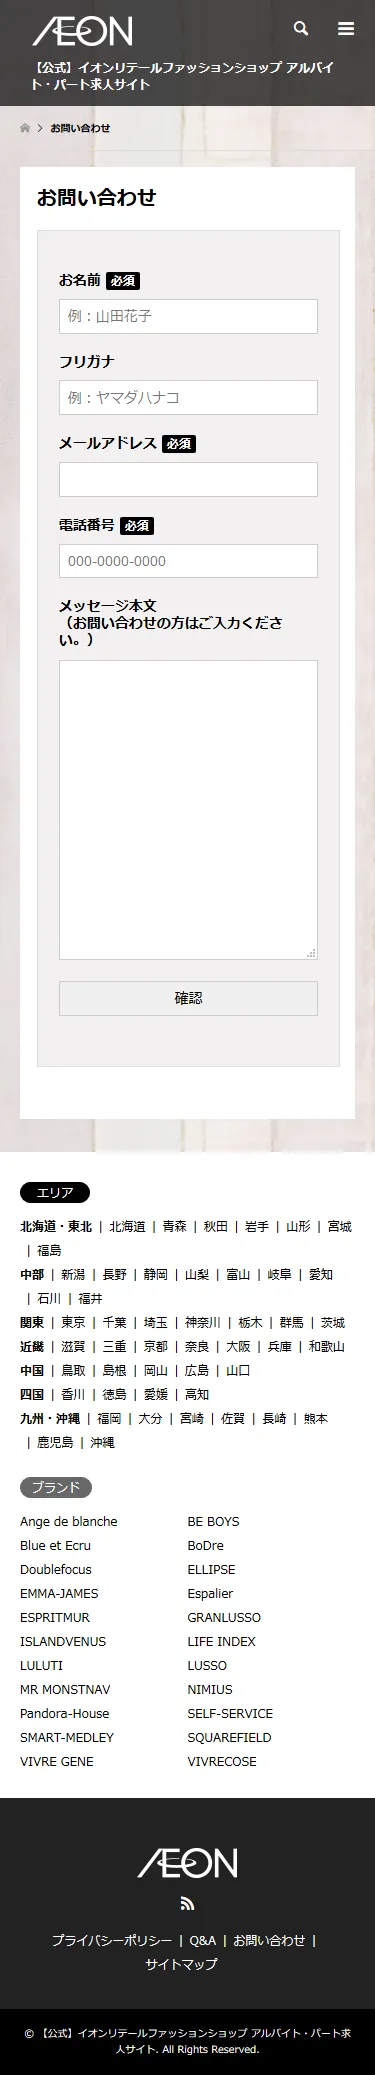 ÆON
【公式】イオンリテールファッションショップ アルバイ
ト・パート求人サイト
お問い合わせ
お問い合わせ
お名前 必須
例：山田花子
フリガナ
例：ヤマダハナコ
メールアドレス 必須
電話番号 必須
000-0000-0000
メッセージ本文
（お問い合わせの方はご入力くださ
い。）
確認
エリア
北海道・東北 | 北海道 | 青森 | 秋田 | 岩手 | 山形 | 宮城
| 福島
中部 | 新潟 | 長野 | 静岡 | 山梨 | 富山 | 岐阜 | 愛知
| 石川 | 福井
関東 | 東京 | 千葉 | 埼玉 | 神奈川 | 栃木 | 群馬 | 茨城
近畿 | 滋賀 | 三重 | 京都 | 奈良 | 大阪 | 兵庫 | 和歌山
中国 | 鳥取 | 島根 | 岡山 | 広島 | 山口
四国 | 香川 | 徳島 | 愛媛 | 高知
九州・沖縄 | 福岡 | 大分 | 宮崎 | 佐賀 | 長崎 | 熊本
| 鹿児島 | 沖縄
ブランド
Ange de blanche BE BOYS
Blue et Ecru BoDre
Doublefocus ELLIPSE
EMMA-JAMES Espalier
ESPRITMUR GRANLUSSO
ISLANDVENUS LIFE INDEX
LULUTI LUSSO
MR MONSTNAV NIMIUS
Pandora-House SELF-SERVICE
SMART-MEDLEY SQUAREFIELD
VIVRE GENE VIVRECOSE
ÆON
プライバシーポリシー | Q&A | お問い合わせ |
サイトマップ
© 【公式】イオンリテールファッションショップ アルバイト・パート求
人サイト. All Rights Reserved.